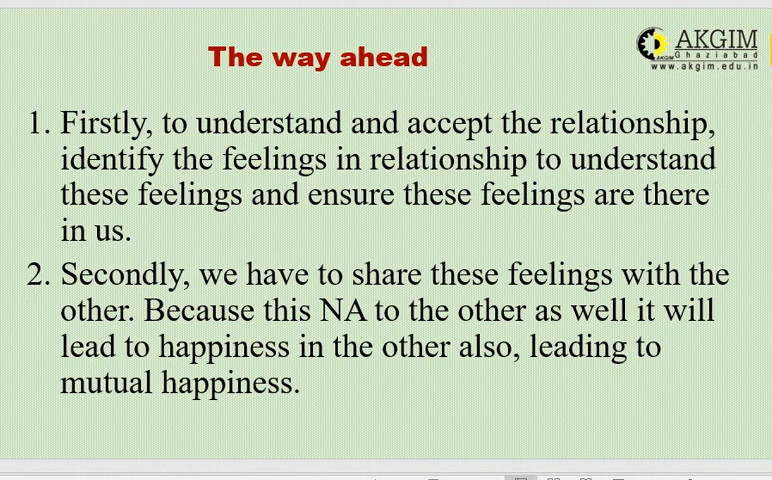 The way ahead
AKGIM
Ghaziabad
AKGIM
www.akgim.edu.in
1. Firstly, to understand and accept the relationship,
identify the feelings in relationship to understand
these feelings and ensure these feelings are there
in us.
2. Secondly, we have to share these feelings with the
other. Because this NA to the other as well it will
lead to happiness in the other also, leading to
mutual happiness.